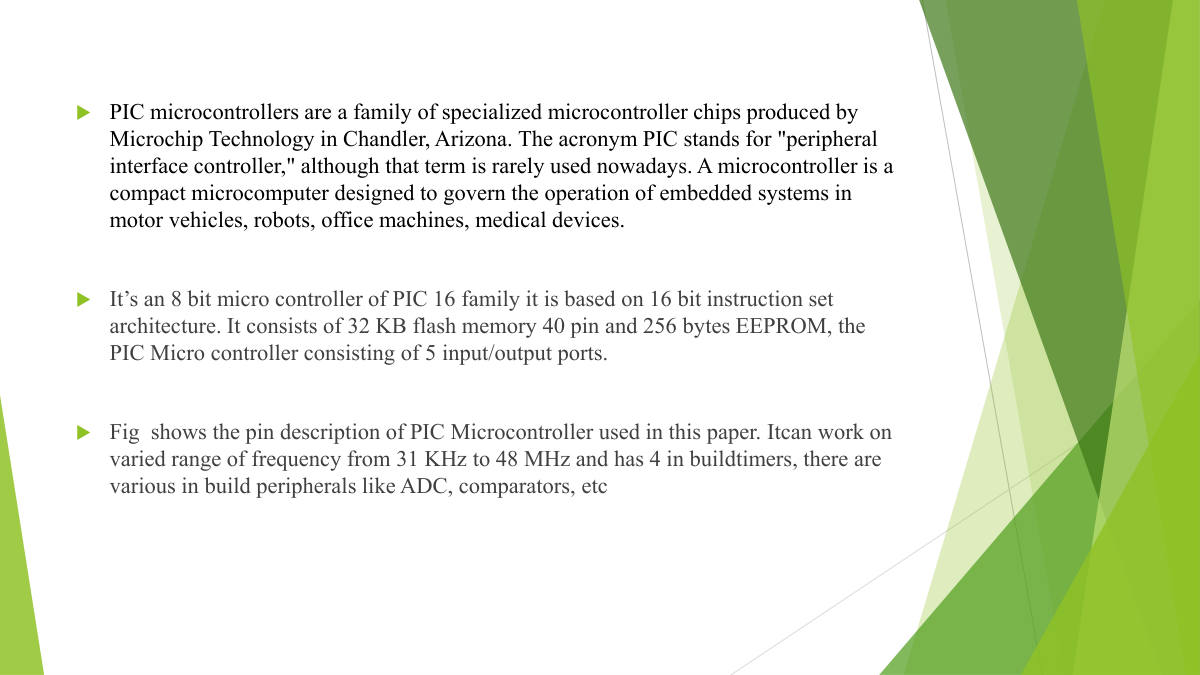 PIC microcontrollers are a family of specialized microcontroller chips produced by
Microchip Technology in Chandler, Arizona. The acronym PIC stands for "peripheral
interface controller," although that term is rarely used nowadays. A microcontroller is a
compact microcomputer designed to govern the operation of embedded systems in
motor vehicles, robots, office machines, medical devices.
It’s an 8 bit micro controller of PIC 16 family it is based on 16 bit instruction set
architecture. It consists of 32 KB flash memory 40 pin and 256 bytes EEPROM, the
PIC Micro controller consisting of 5 input/output ports.
Fig  shows the pin description of PIC Microcontroller used in this paper. Itcan work on
varied range of frequency from 31 KHz to 48 MHz and has 4 in buildtimers, there are
various in build peripherals like ADC, comparators, etc